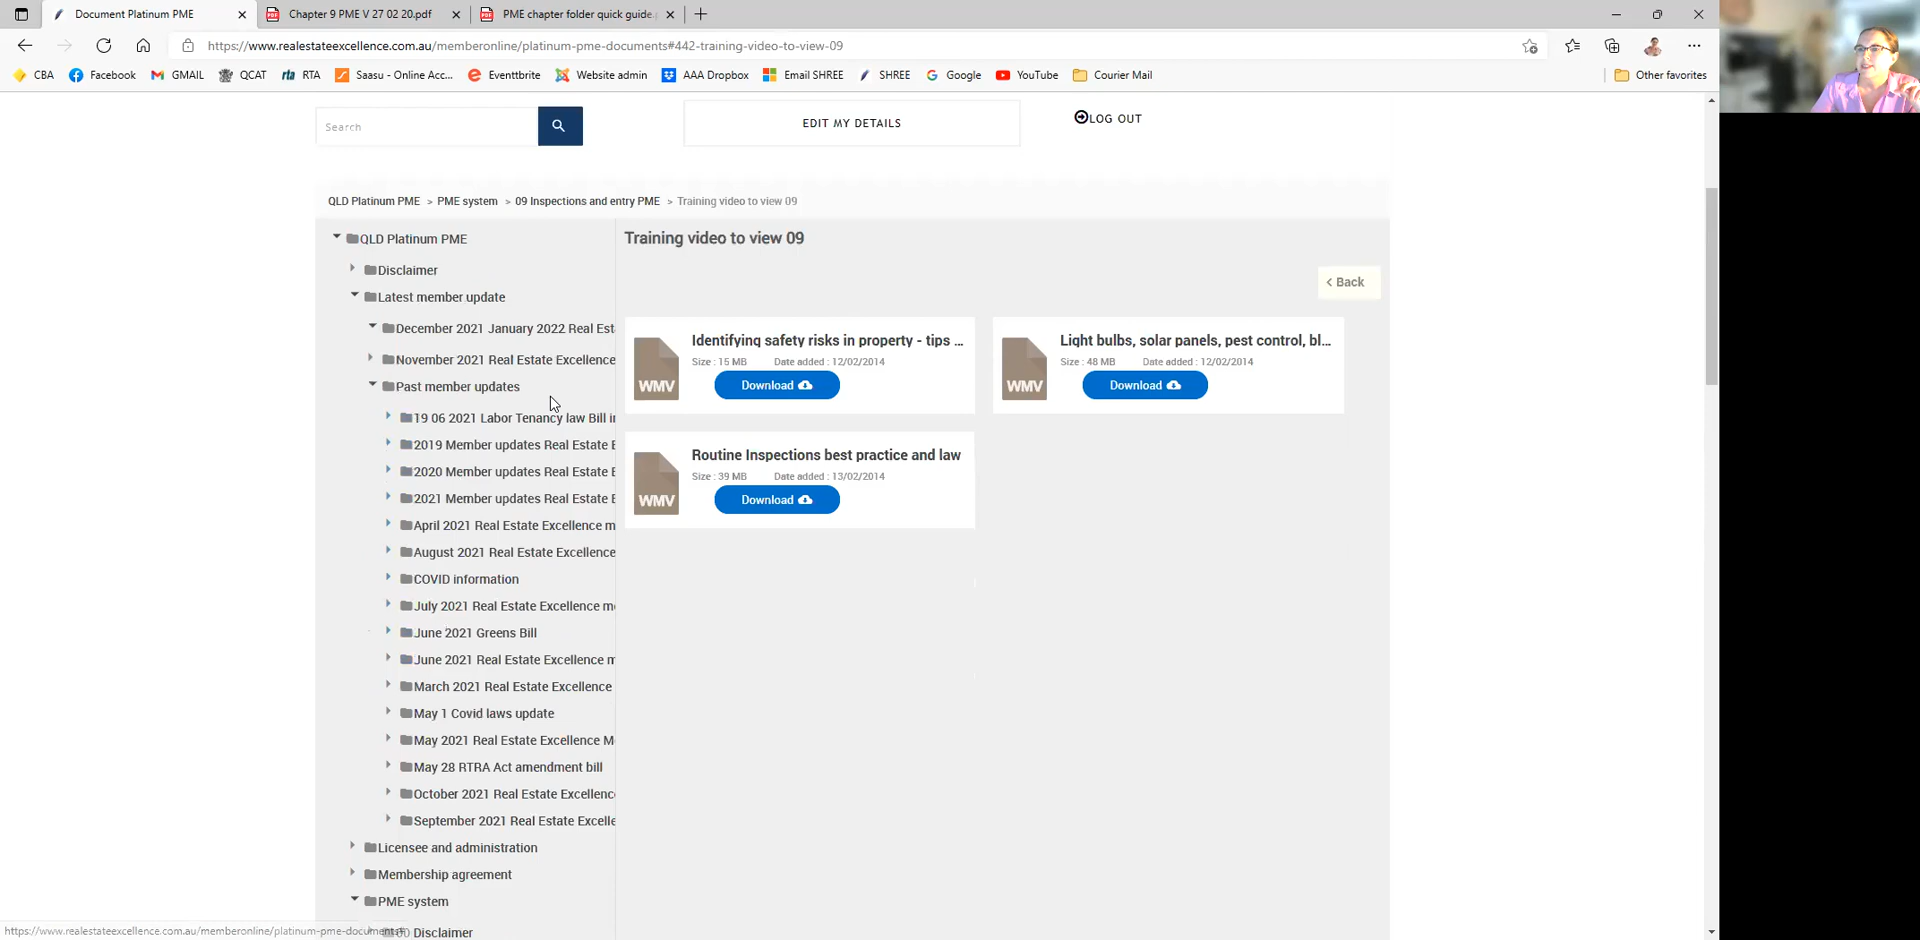 Document Platinum PME
Chapter 9 PME V 27 02 20.pdf
PME chapter folder quick guide.
https://www.realestateexcellence.com.au/memberonline/platinum-pme-documents#442-training-video-to-view-09
CBA
Facebook
GMAIL
QCAT
rta RTA
Saasu - Online Acc...
Eventtbrite
Website admin
AAA Dropbox
Email SHREE
SHREE
Google
YouTube
Courier Mail
Other favorites
Search
EDIT MY DETAILS
LOG OUT
QLD Platinum PME > PME system > 09 Inspections and entry PME > Training video to view 09
QLD Platinum PME
Disclaimer
Latest member update
December 2021 January 2022 Real Est
November 2021 Real Estate Excellence
Past member updates
19 06 2021 Labor Tenancy law Bill i
2019 Member updates Real Estate E
2020 Member updates Real Estate E
2021 Member updates Real Estate E
April 2021 Real Estate Excellence m
August 2021 Real Estate Excellence
COVID information
July 2021 Real Estate Excellence m
June 2021 Greens Bill
June 2021 Real Estate Excellence m
March 2021 Real Estate Excellence
May 1 Covid laws update
May 2021 Real Estate Excellence M
May 28 RTRA Act amendment bill
October 2021 Real Estate Excellenc
September 2021 Real Estate Excelle
Licensee and administration
Membership agreement
PME system
00 Disclaimer
Training video to view 09
< Back
WMV
Identifying safety risks in property - tips ...
Size : 15 MB Date added : 12/02/2014
Download
WMV
Light bulbs, solar panels, pest control, bl...
Size : 48 MB Date added : 12/02/2014
Download
WMV
Routine Inspections best practice and law
Size : 39 MB Date added : 13/02/2014
Download
https://www.realestateexcellence.com.au/memberonline/platinum-pme-documents#